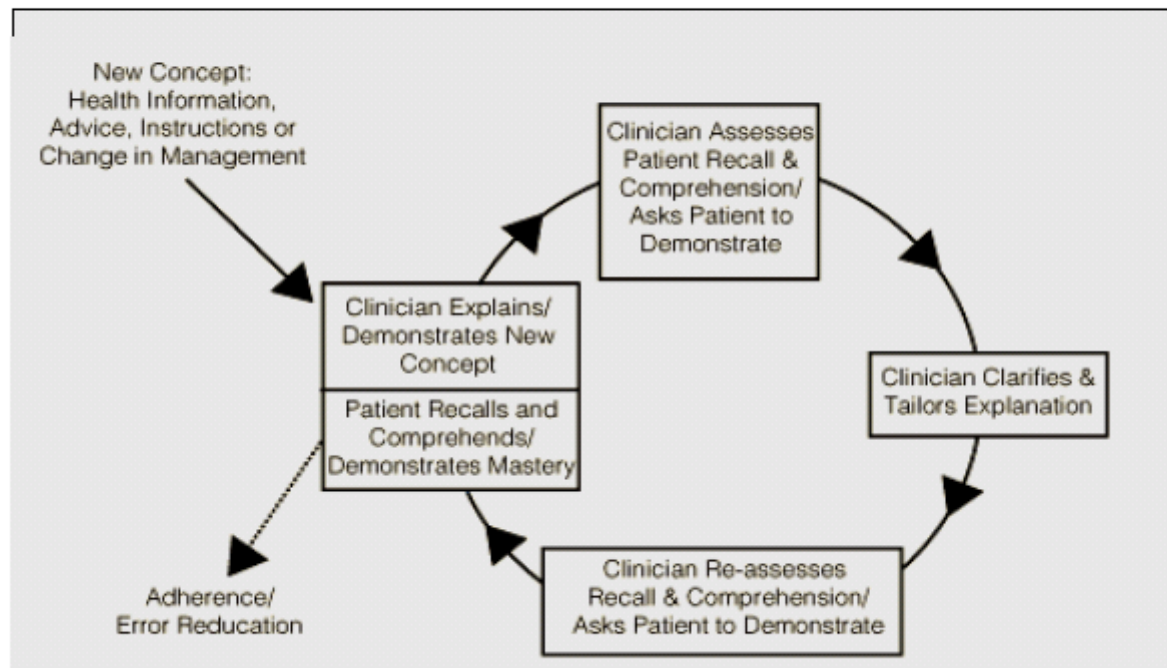 New Concept:
Health Information,
Advice, Instructions or
Change in Management
Clinician Explains/
Demonstrates New
Concept
Patient Recalls and
Comprehends/
Demonstrates Mastery
Adherence/
Error Reducation
Clinician Assesses
Patient Recall &
Comprehension/
Asks Patient to
Demonstrate
Clinician Clarifies &
Tailors Explanation
Clinician Re-assesses
Recall & Comprehension/
Asks Patient to Demonstrate